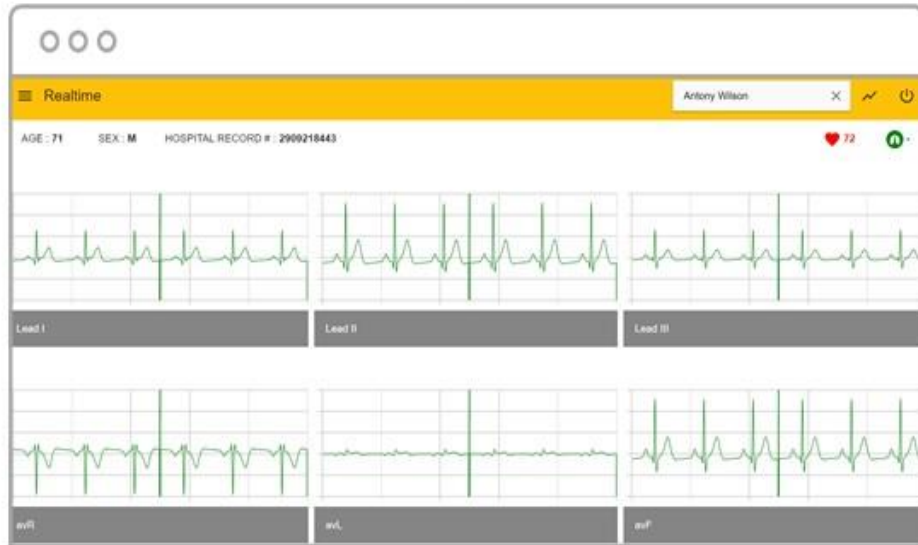 Realtime
Antony Wilson
AGE : 71 SEX : M HOSPITAL RECORD # : 2909218443
72
Lead I
Lead II
Lead III
avR
avL
avF